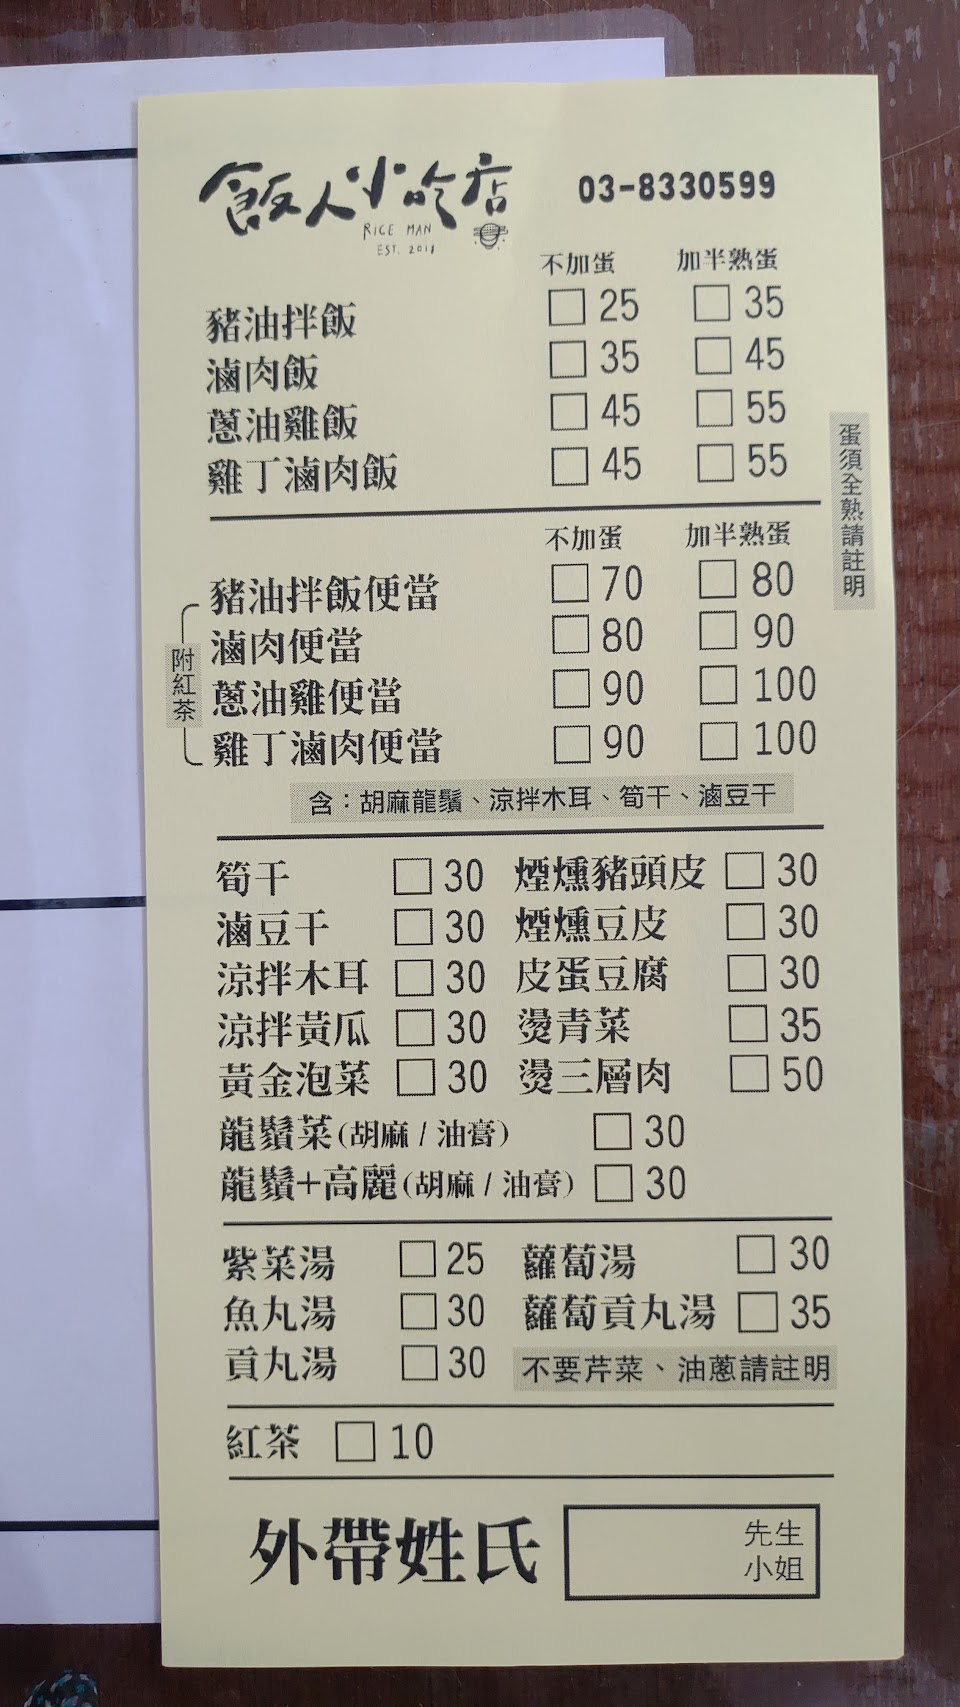 飯人小吃店 03-8330599
RICE MAN
EST. 2018
不加蛋 加半熟蛋
豬油拌飯 □ 25 □ 35
滷肉飯 □ 35 □ 45
蔥油雞飯 □ 45 □ 55
雞丁滷肉飯 □ 45 □ 55
蛋須全熟請註明
不加蛋 加半熟蛋
豬油拌飯便當 □ 70 □ 80
滷肉便當 □ 80 □ 90
蔥油雞便當 □ 90 □ 100
雞丁滷肉便當 □ 90 □ 100
附紅茶
含：胡麻龍鬚、涼拌木耳、筍干、滷豆干
筍干 □ 30 煙燻豬頭皮 □ 30
滷豆干 □ 30 煙燻豆皮 □ 30
涼拌木耳 □ 30 皮蛋豆腐 □ 30
涼拌黃瓜 □ 30 燙青菜 □ 35
黃金泡菜 □ 30 燙三層肉 □ 50
龍鬚菜(胡麻/油膏) □ 30
龍鬚+高麗(胡麻/油膏) □ 30
紫菜湯 □ 25 蘿蔔湯 □ 30
魚丸湯 □ 30 蘿蔔貢丸湯 □ 35
貢丸湯 □ 30 不要芹菜、油蔥請註明
紅茶 □ 10
外帶姓氏 先生
小姐